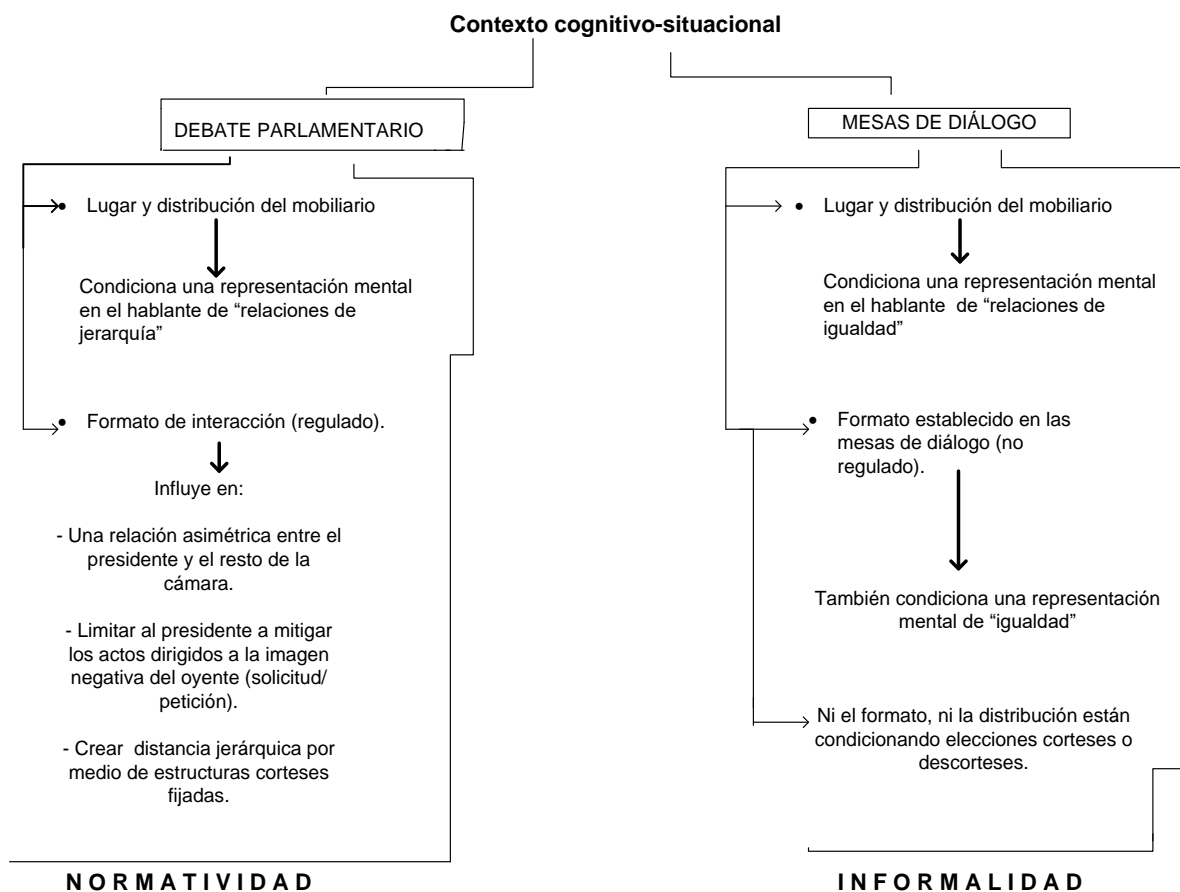 Contexto cognitivo-situacional
DEBATE PARLAMENTARIO
• Lugar y distribución del mobiliario
Condiciona una representación mental
en el hablante de “relaciones de
jerarquía”
• Formato de interacción (regulado).
Influye en:
- Una relación asimétrica entre el
presidente y el resto de la
cámara.
- Limitar al presidente a mitigar
los actos dirigidos a la imagen
negativa del oyente (solicitud/
petición).
- Crear distancia jerárquica por
medio de estructuras corteses
fijadas.
NORMATIVIDAD
MESAS DE DIÁLOGO
• Lugar y distribución del mobiliario
Condiciona una representación mental
en el hablante de “relaciones de
igualdad”
• Formato establecido en las
mesas de diálogo (no
regulado).
También condiciona una representación
mental de “igualdad”
Ni el formato, ni la distribución están
condicionando elecciones corteses o
descorteses.
INFORMALIDAD